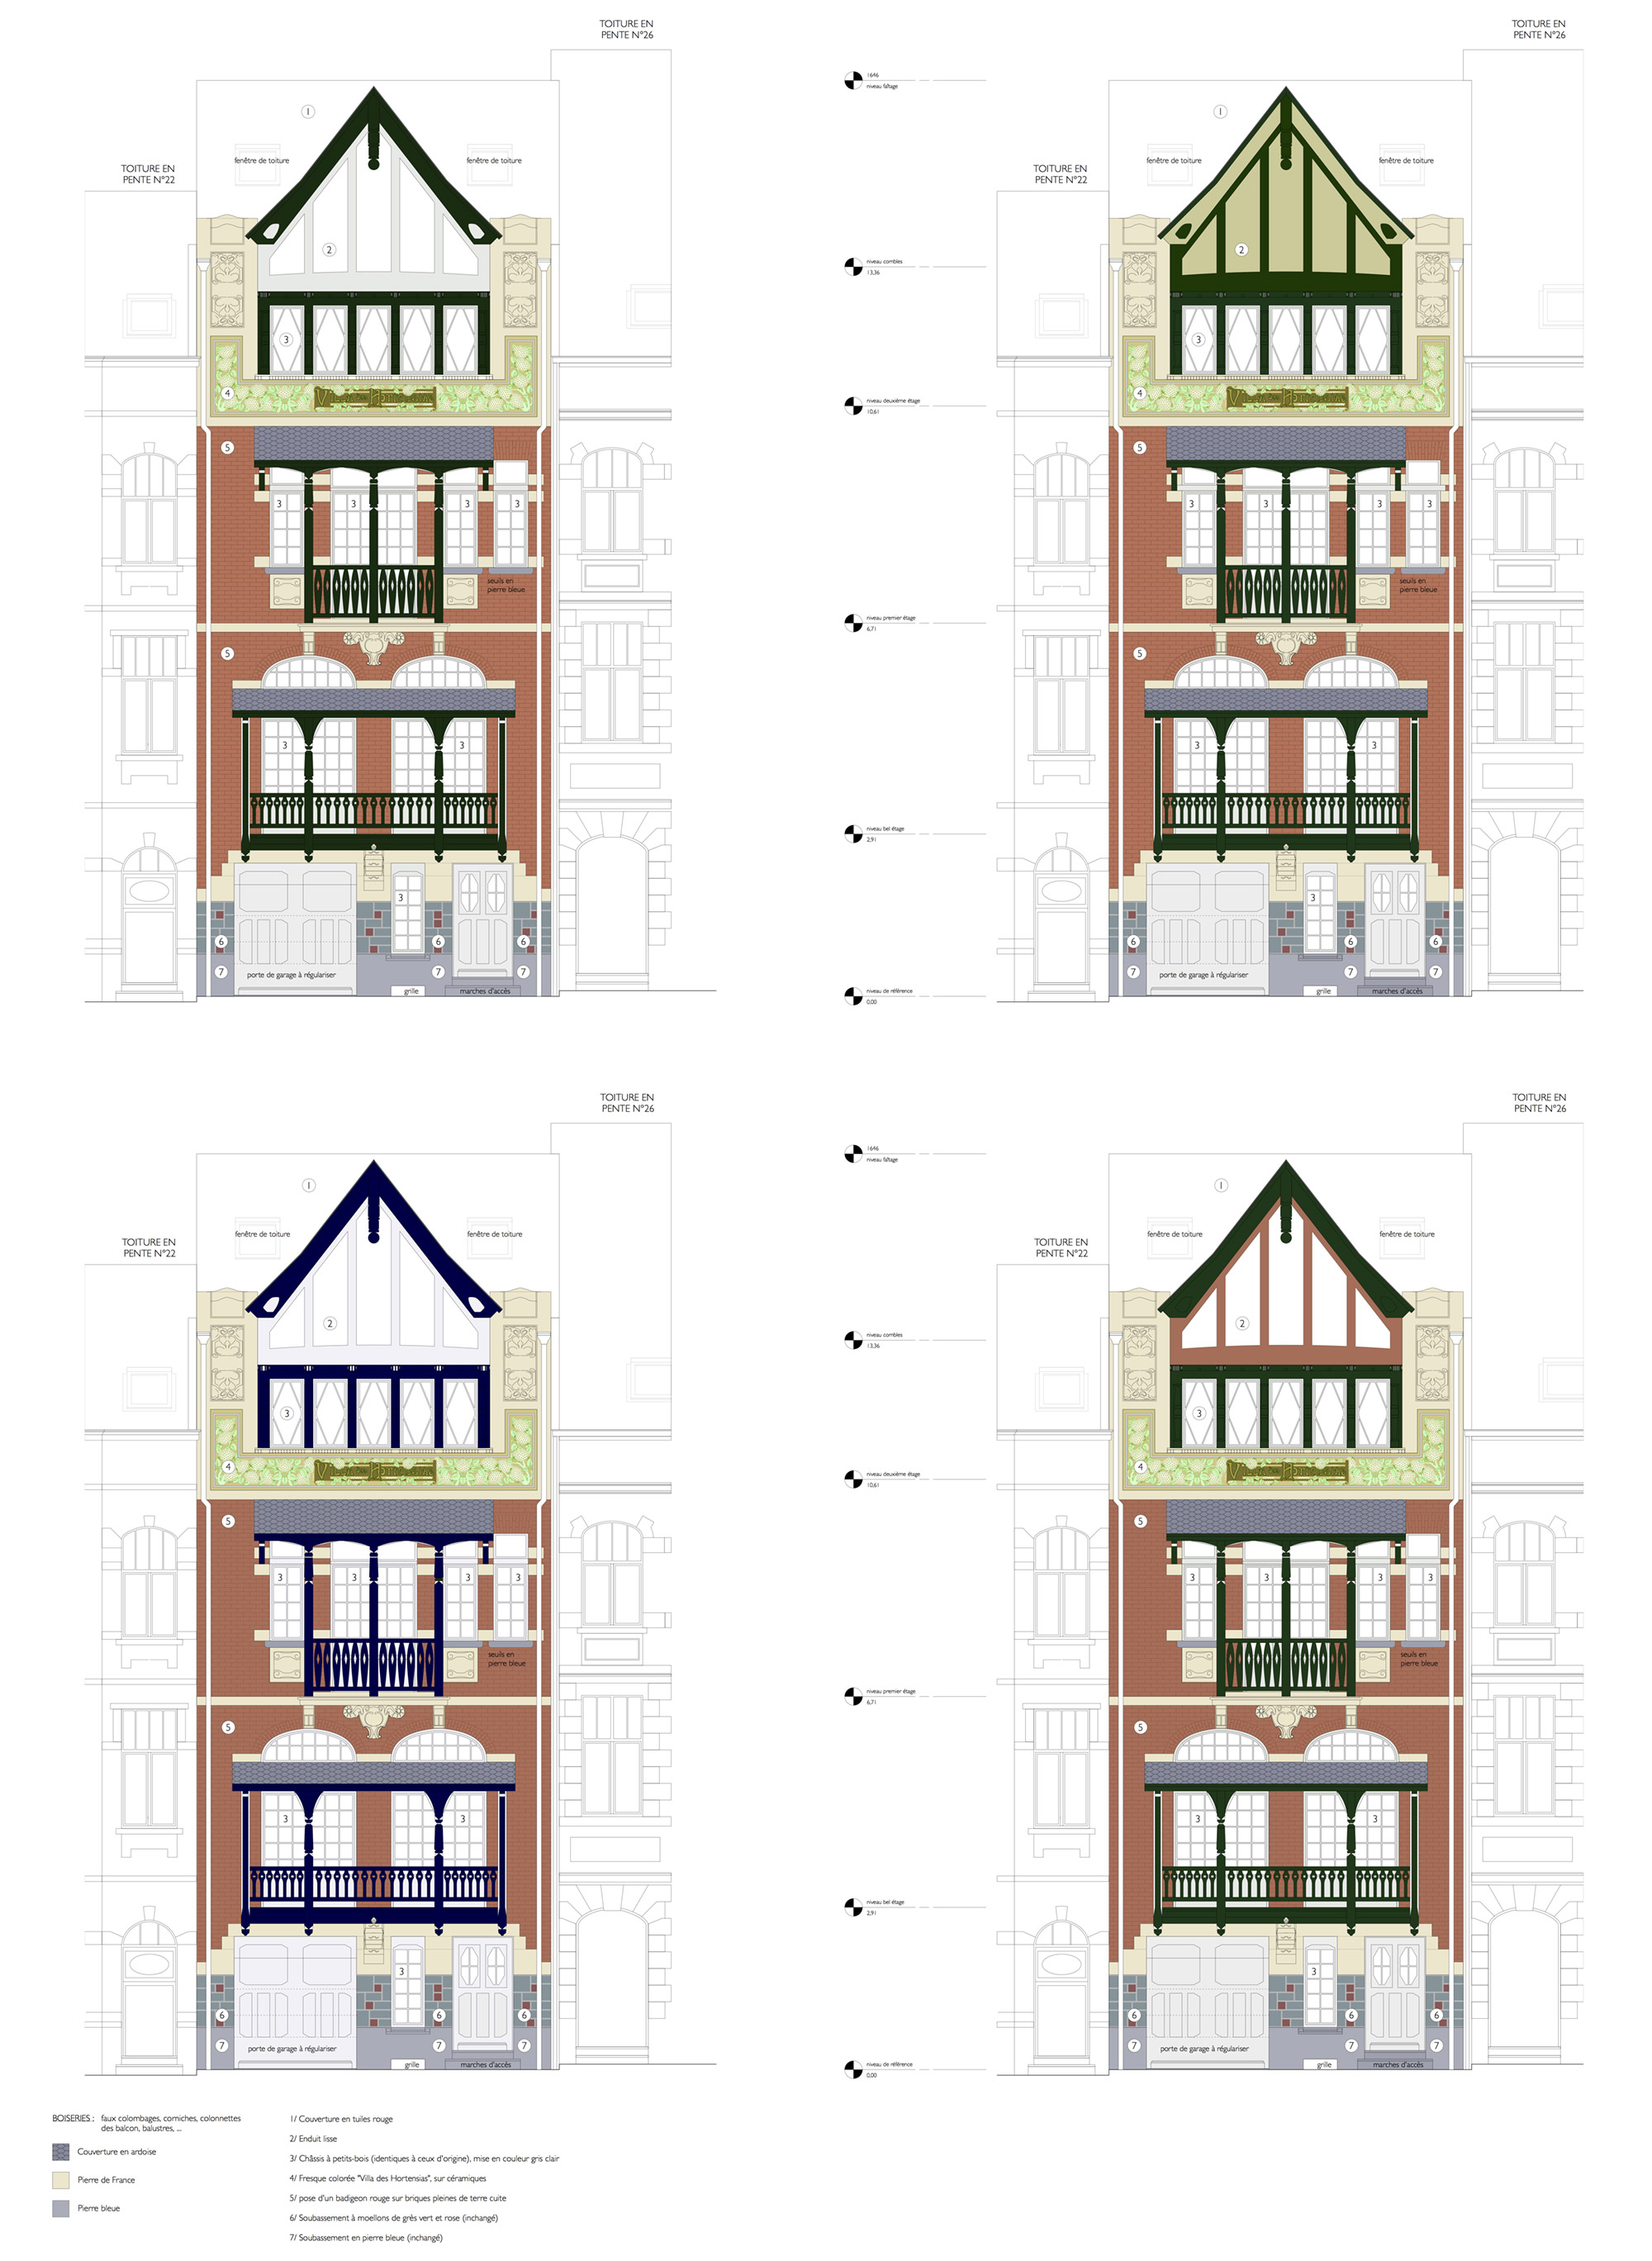 TOITURE EN
PENTE N°26
1
fenêtre de toiture
fenêtre de toiture
TOITURE EN
PENTE N°22
2
3
4
5
3
3
3
3
seuils en
pierre bleue
5
3
3
3
6
6
6
7
porte de garage à régulariser
7
7
grille
marches d'accés
1646
niveau faîtage
niveau combles
13,36
niveau deuxième étage
10,61
niveau premier étage
6,71
niveau bel étage
2,91
niveau de référence
0,00
TOITURE EN
PENTE N°26
1
fenêtre de toiture
fenêtre de toiture
TOITURE EN
PENTE N°22
2
3
4
5
3
3
3
3
seuils en
pierre bleue
5
3
3
3
6
6
6
7
porte de garage à régulariser
7
7
grille
marches d'accés
TOITURE EN
PENTE N°26
1
fenêtre de toiture
fenêtre de toiture
TOITURE EN
PENTE N°22
2
3
4
5
3
3
3
3
seuils en
pierre bleue
5
3
3
3
6
6
6
7
porte de garage à régulariser
7
7
grille
marches d'accés
1646
niveau faîtage
niveau combles
13,36
niveau deuxième étage
10,61
niveau premier étage
6,71
niveau bel étage
2,91
niveau de référence
0,00
TOITURE EN
PENTE N°26
1
fenêtre de toiture
fenêtre de toiture
TOITURE EN
PENTE N°22
2
3
4
5
3
3
3
3
seuils en
pierre bleue
5
3
3
3
6
6
6
7
porte de garage à régulariser
7
7
grille
marches d'accés
BOISERIES : faux colombages, corniches, colonnettes
des balcon, balustres, ...
Couverture en ardoise
Pierre de France
Pierre bleue
1/ Couverture en tuiles rouge
2/ Enduit lisse
3/ Châssis à petits-bois (identiques à ceux d'origine), mise en couleur gris clair
4/ Fresque colorée "Villa des Hortensias", sur céramiques
5/ pose d'un badigeon rouge sur briques pleines de terre cuite
6/ Soubassement à moellons de grès vert et rose (inchangé)
7/ Soubassement en pierre bleue (inchangé)